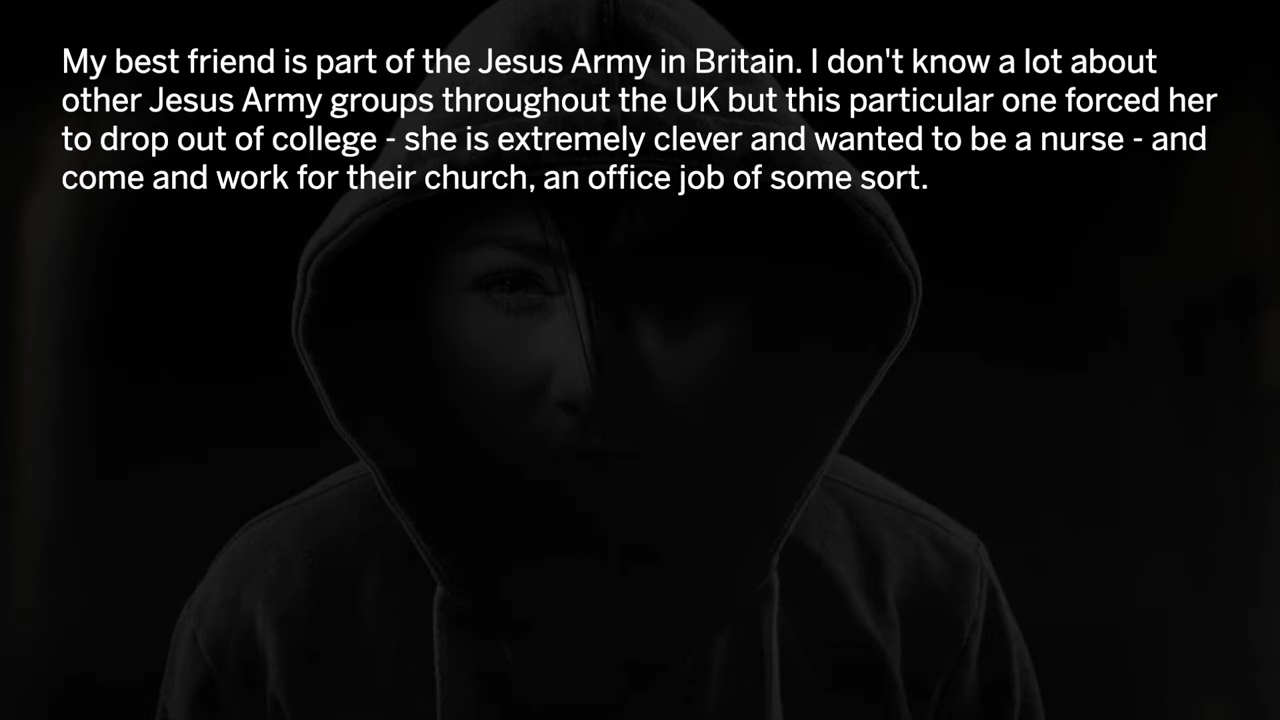 My best friend is part of the Jesus Army in Britain. I don't know a lot about
other Jesus Army groups throughout the UK but this particular one forced her
to drop out of college - she is extremely clever and wanted to be a nurse - and
come and work for their church, an office job of some sort.